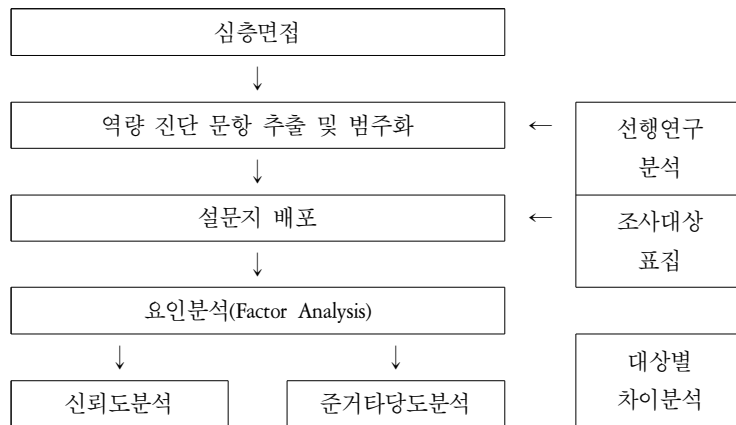 심층면접
↓
역량 진단 문항 추출 및 범주화
←
선행연구
분석
↓
설문지 배포
←
조사대상
표집
↓
요인분석(Factor Analysis)
↓ ↓
대상별
차이분석
신뢰도분석
준거타당도분석